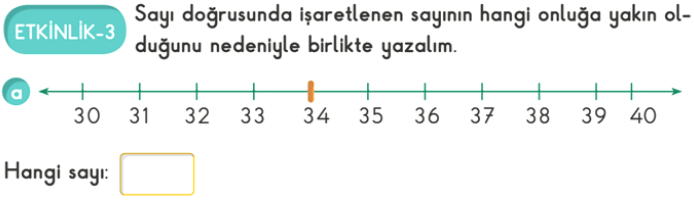 ETKİNLİK-3
Sayı doğrusunda işaretlenen sayının hangi onluğa yakın ol-
duğunu nedeniyle birlikte yazalım.
a
30 31 32 33 34 35 36 37 38 39 40
Hangi sayı: